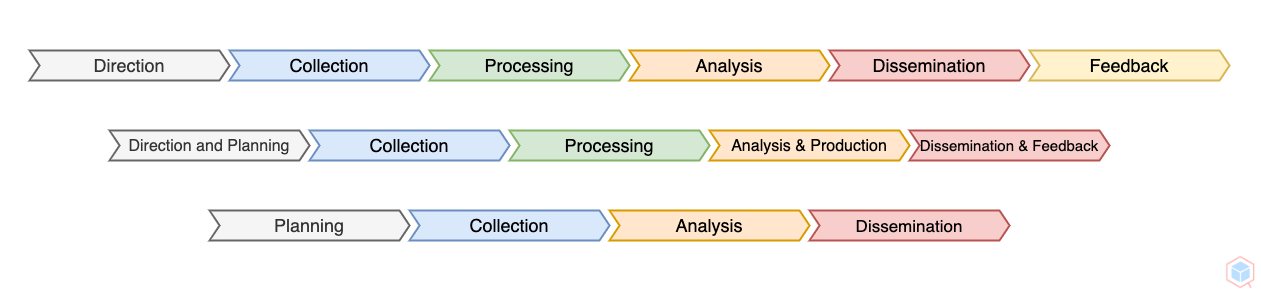 Direction Collection Processing Analysis Dissemination Feedback
Direction and Planning Collection Processing Analysis & Production Dissemination & Feedback
Planning Collection Analysis Dissemination